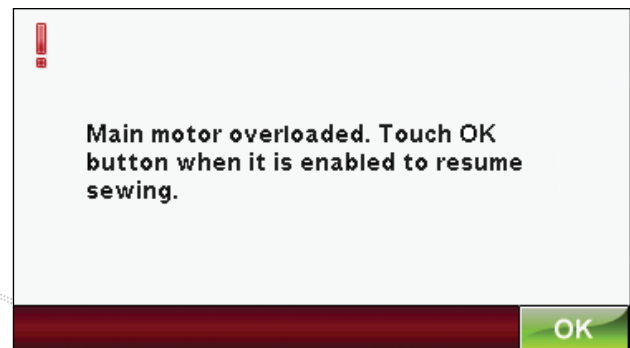 Main motor overloaded. Touch OK
button when it is enabled to resume
sewing.
OK